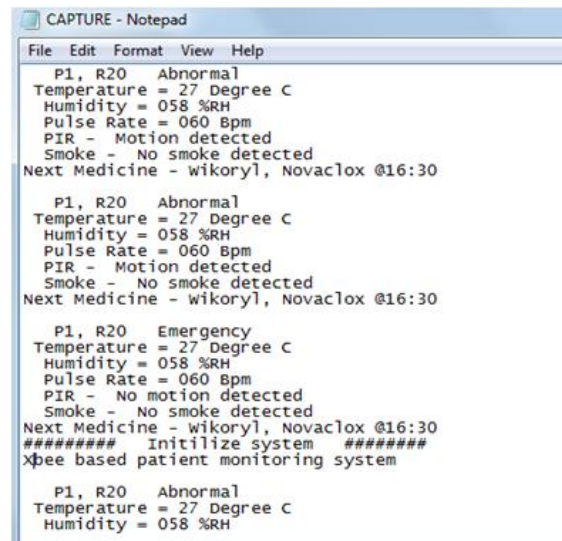 CAPTURE - Notepad
File Edit Format View Help
P1, R20 Abnormal
Temperature = 27 Degree C
Humidity = 058 %RH
Pulse Rate = 060 Bpm
PIR - Motion detected
Smoke - No smoke detected
Next Medicine - Wikoryl, Novaclox @16:30
P1, R20 Abnormal
Temperature = 27 Degree C
Humidity = 058 %RH
Pulse Rate = 060 Bpm
PIR - Motion detected
Smoke - No smoke detected
Next Medicine - Wikoryl, Novaclox @16:30
P1, R20 Emergency
Temperature = 27 Degree C
Humidity = 058 %RH
Pulse Rate = 060 Bpm
PIR - No motion detected
Smoke - No smoke detected
Next Medicine - Wikoryl, Novaclox @16:30
######### Initilize system ########
Xbee based patient monitoring system
P1, R20 Abnormal
Temperature = 27 Degree C
Humidity = 058 %RH